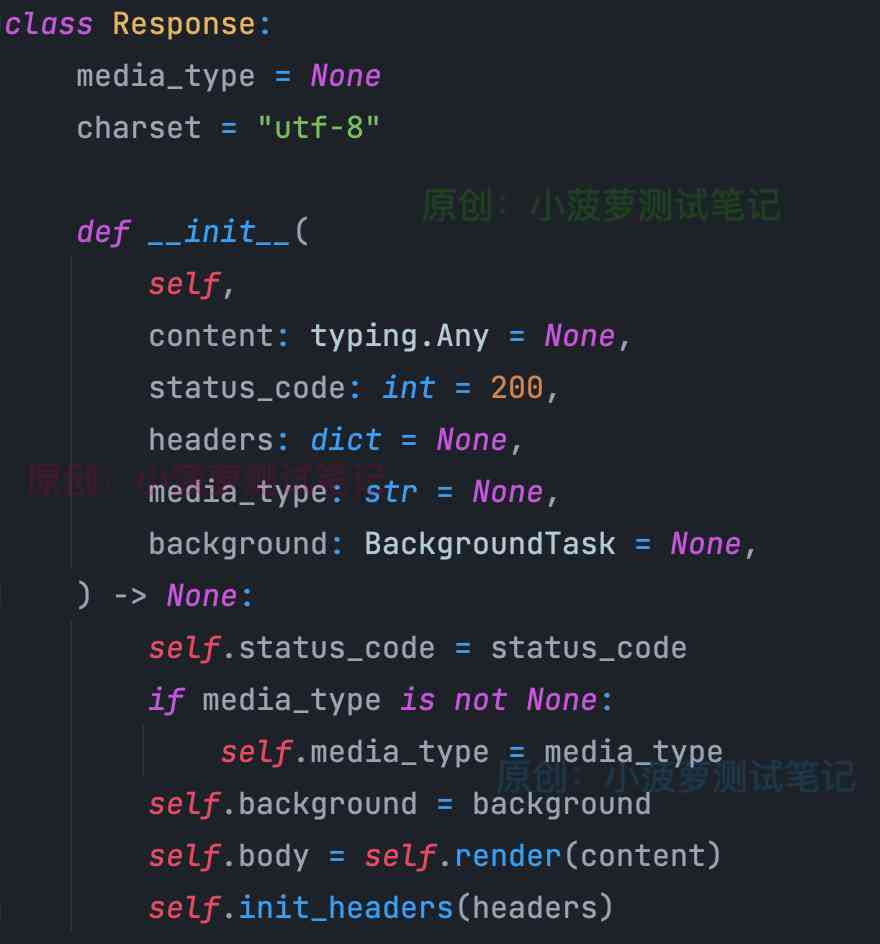 class Response:
    media_type = None
    charset = "utf-8"
原创：小菠萝测试笔记
    def __init__(
        self,
        content: typing.Any = None,
        status_code: int = 200,
        headers: dict = None,
原创：小菠萝测试笔记
        media_type: str = None,
        background: BackgroundTask = None,
    ) -> None:
        self.status_code = status_code
        if media_type is not None:
            self.media_type = media_type
原创：小菠萝测试笔记
        self.background = background
        self.body = self.render(content)
        self.init_headers(headers)